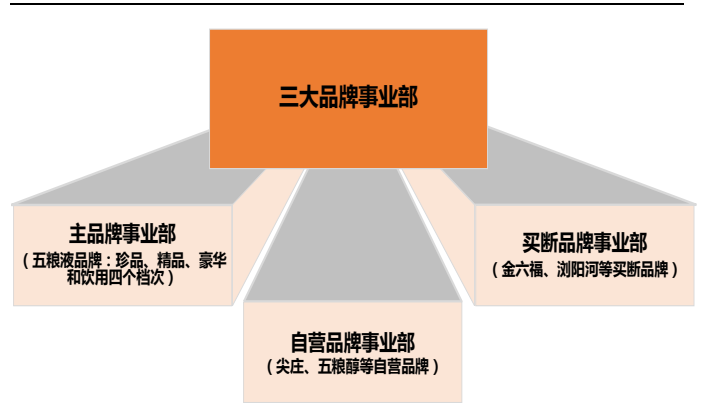 三大品牌事业部
主品牌事业部
（五粮液品牌：珍品、精品、豪华
和饮用四个档次）
买断品牌事业部
（金六福、浏阳河等买断品牌）
自营品牌事业部
（尖庄、五粮醇等自营品牌）